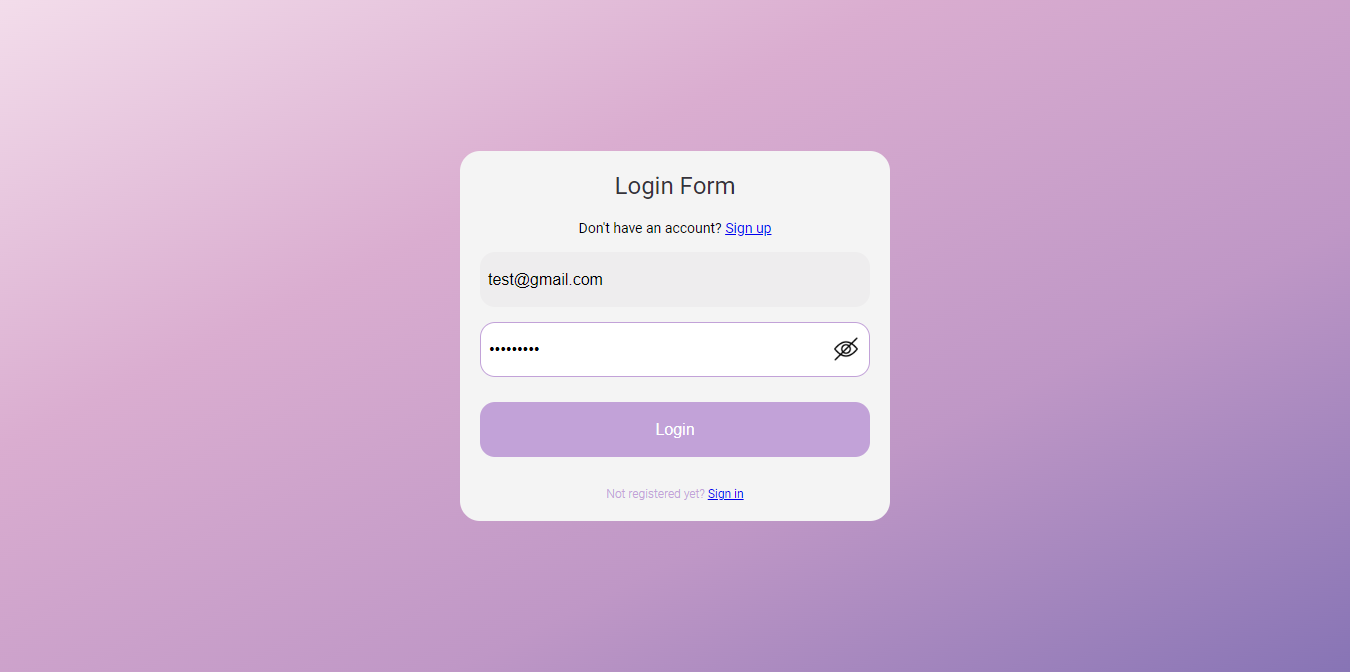 Login Form
Don't have an account? Sign up
test@gmail.com
•••••••••
Login
Not registered yet? Sign in